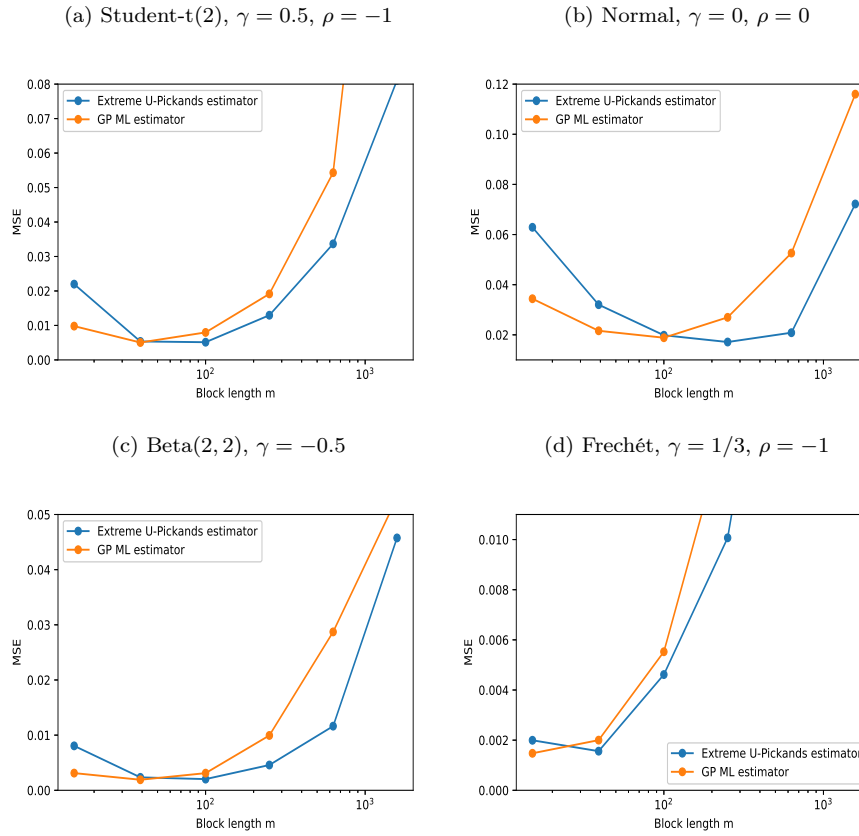 (a) Student-t(2), γ = 0.5, ρ = −1
(b) Normal, γ = 0, ρ = 0
0.08
0.07
0.06
0.05
0.04
0.03
0.02
0.01
0.00
MSE
Extreme U-Pickands estimator
GP ML estimator
10²
10³
Block length m
0.12
0.10
0.08
0.06
0.04
0.02
MSE
Extreme U-Pickands estimator
GP ML estimator
10²
10³
Block length m
(c) Beta(2, 2), γ = −0.5
(d) Frechét, γ = 1/3, ρ = −1
0.05
0.04
0.03
0.02
0.01
0.00
MSE
Extreme U-Pickands estimator
GP ML estimator
10²
10³
Block length m
0.010
0.008
0.006
0.004
0.002
0.000
MSE
Extreme U-Pickands estimator
GP ML estimator
10²
10³
Block length m